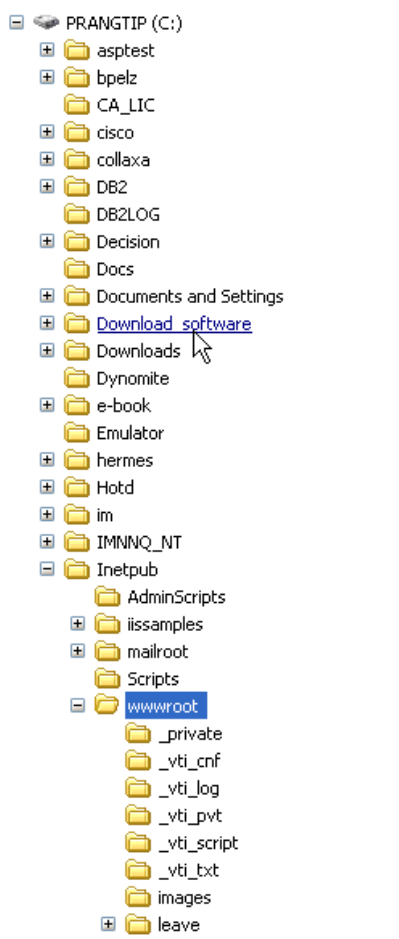 PRANGTIP (C:)
asptest
bpelz
CA_LIC
cisco
collaxa
DB2
DB2LOG
Decision
Docs
Documents and Settings
Download_software
Downloads
Dynomite
e-book
Emulator
hermes
Hotd
im
IMNNQ_NT
Inetpub
AdminScripts
iissamples
mailroot
Scripts
wwwroot
_private
_vti_cnf
_vti_log
_vti_pvt
_vti_script
_vti_txt
images
leave